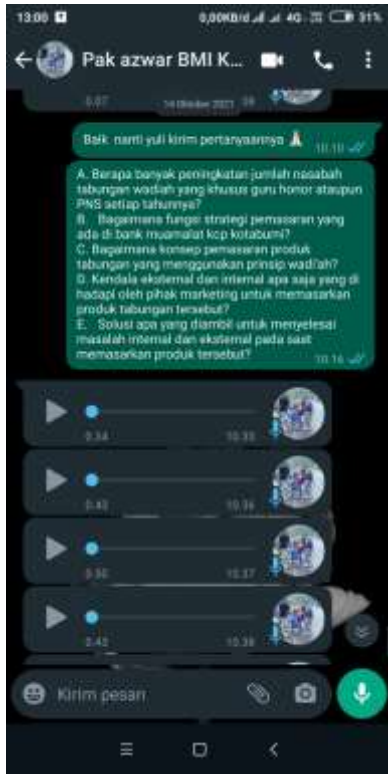 13.00
0,00KB/d
4G
31%
Pak azwar BMI K...
0.07
14 Oktober 2021
Baik nanti yuli kirim pertanyaannya
10.10
A. Berapa banyak peningkatan jumlah nasabah
tabungan wadiah yang khusus guru honor ataupun
PNS setiap tahunnya?
B. Bagaimana fungsi strategi pemasaran yang
ada di bank muamalat kcp kotabumi?
C. Bagaimana konsep pemasaran produk
tabungan yang menggunakan prinsip wadi'ah?
D. Kendala eksternal dan internal apa saja yang di
hadapi oleh pihak marketing untuk memasarkan
produk tabungan tersebut?
E. Solusi apa yang diambil untuk menyelesai
masalah internal dan eksternal pada saat
memasarkan produk tersebut?
10.16
0.34
10.35
0.40
10.36
10.37
0.42
10.38
Kirim pesan